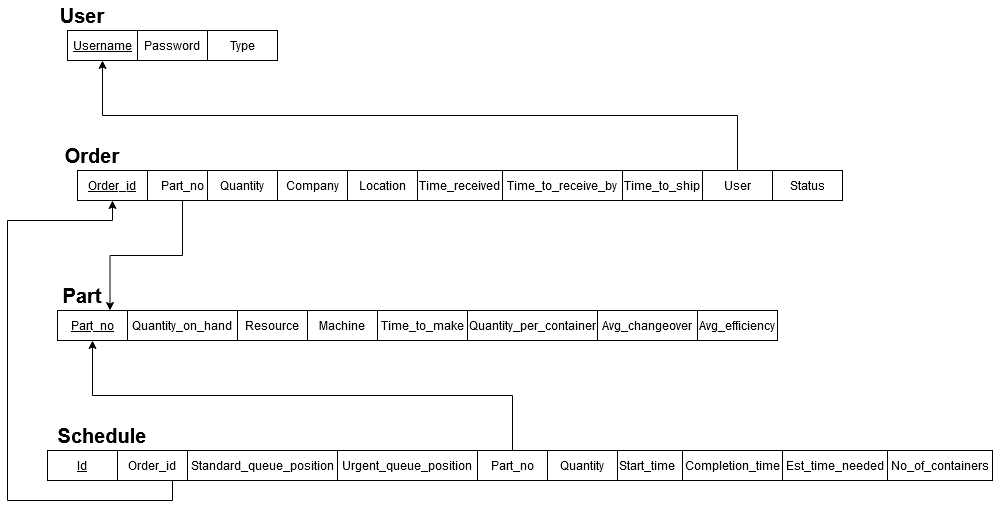 User
Username Password Type
Order
Order_id Part_no Quantity Company Location Time_received Time_to_receive_by Time_to_ship User Status
Part
Part_no Quantity_on_hand Resource Machine Time_to_make Quantity_per_container Avg_changeover Avg_efficiency
Schedule
Id Order_id Standard_queue_position Urgent_queue_position Part_no Quantity Start_time Completion_time Est_time_needed No_of_containers